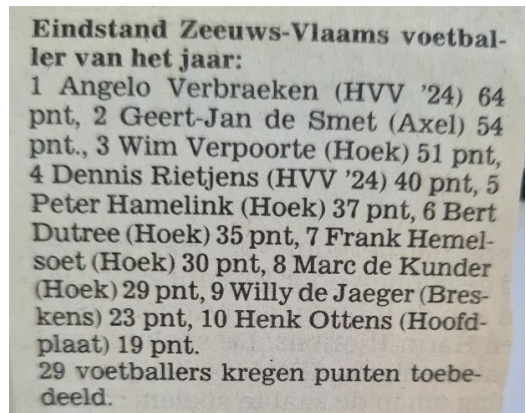 Eindstand Zeeuws-Vlaams voetbal-
ler van het jaar:
1 Angelo Verbraeken (HVV '24) 64
pnt, 2 Geert-Jan de Smet (Axel) 54
pnt., 3 Wim Verpoorte (Hoek) 51 pnt,
4 Dennis Rietjens (HVV '24) 40 pnt, 5
Peter Hamelink (Hoek) 37 pnt, 6 Bert
Dutree (Hoek) 35 pnt, 7 Frank Hemel-
soet (Hoek) 30 pnt, 8 Marc de Kunder
(Hoek) 29 pnt, 9 Willy de Jaeger (Bres-
kens) 23 pnt, 10 Henk Ottens (Hoofd-
plaat) 19 pnt.
29 voetballers kregen punten toebe-
deeld.